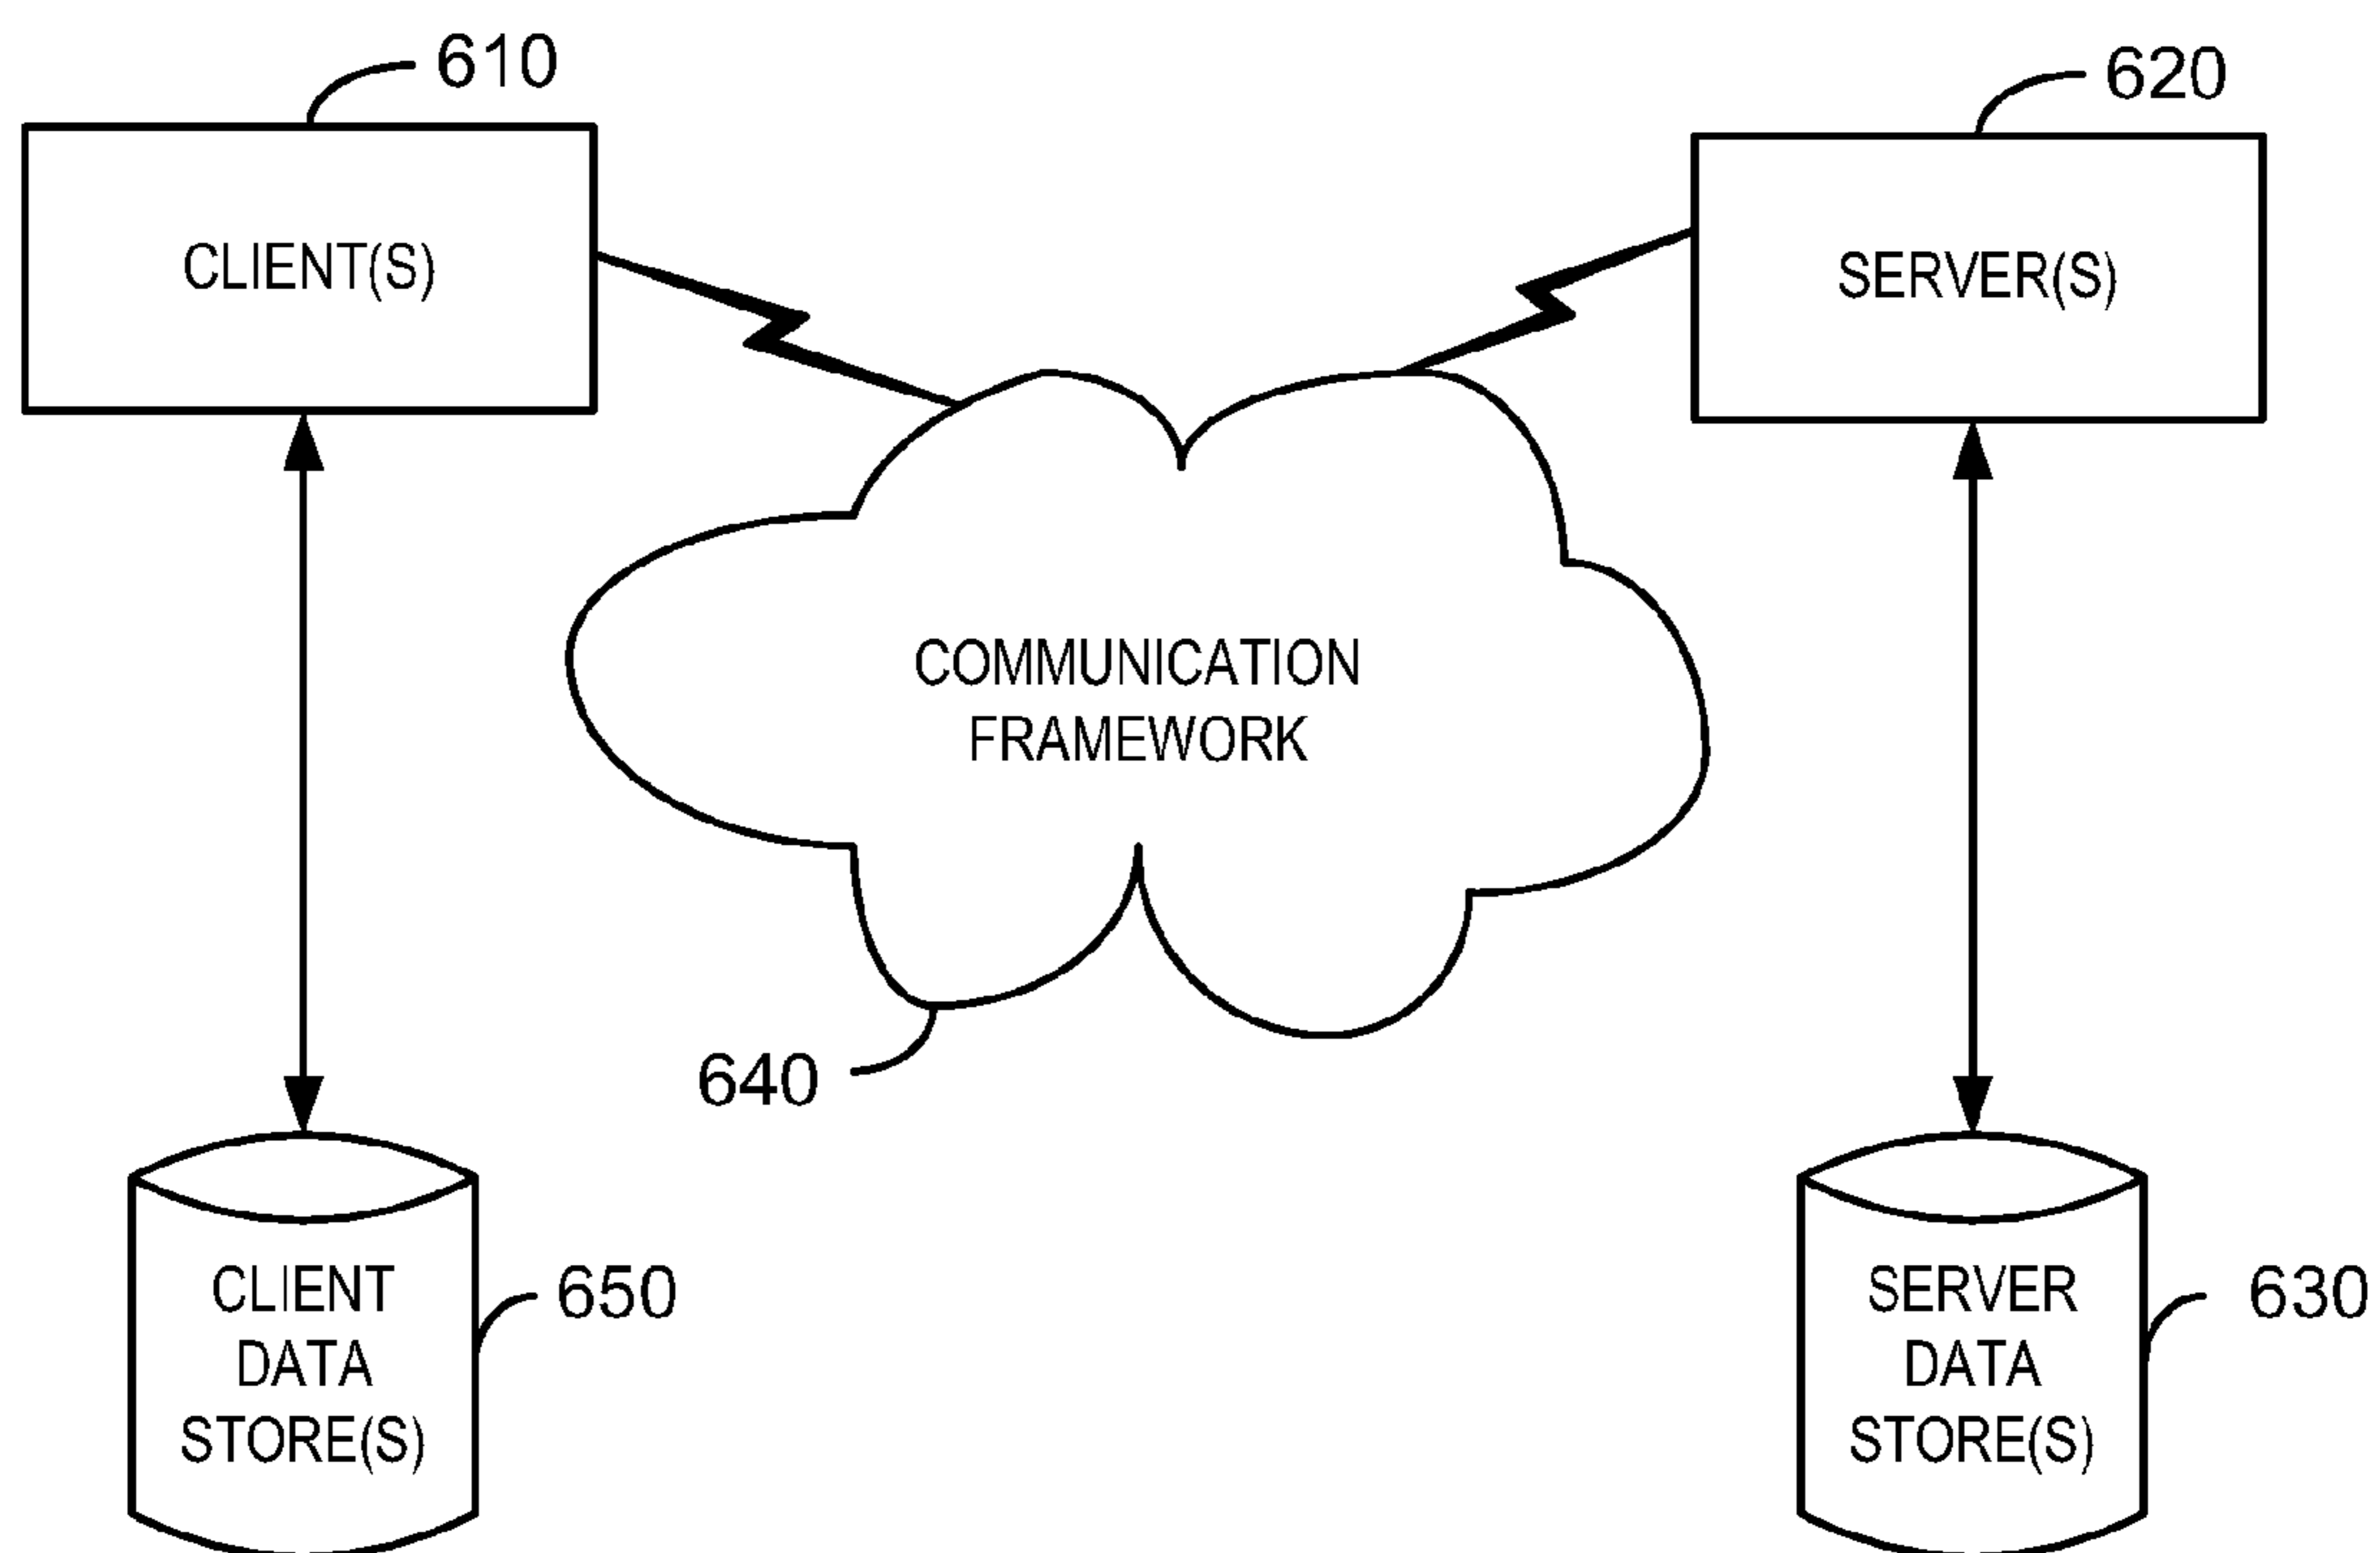 610
620
CLIENT(S)
SERVER(S)
COMMUNICATION
FRAMEWORK
640
CLIENT
DATA
STORE(S)
650
SERVER
DATA
STORE(S)
630